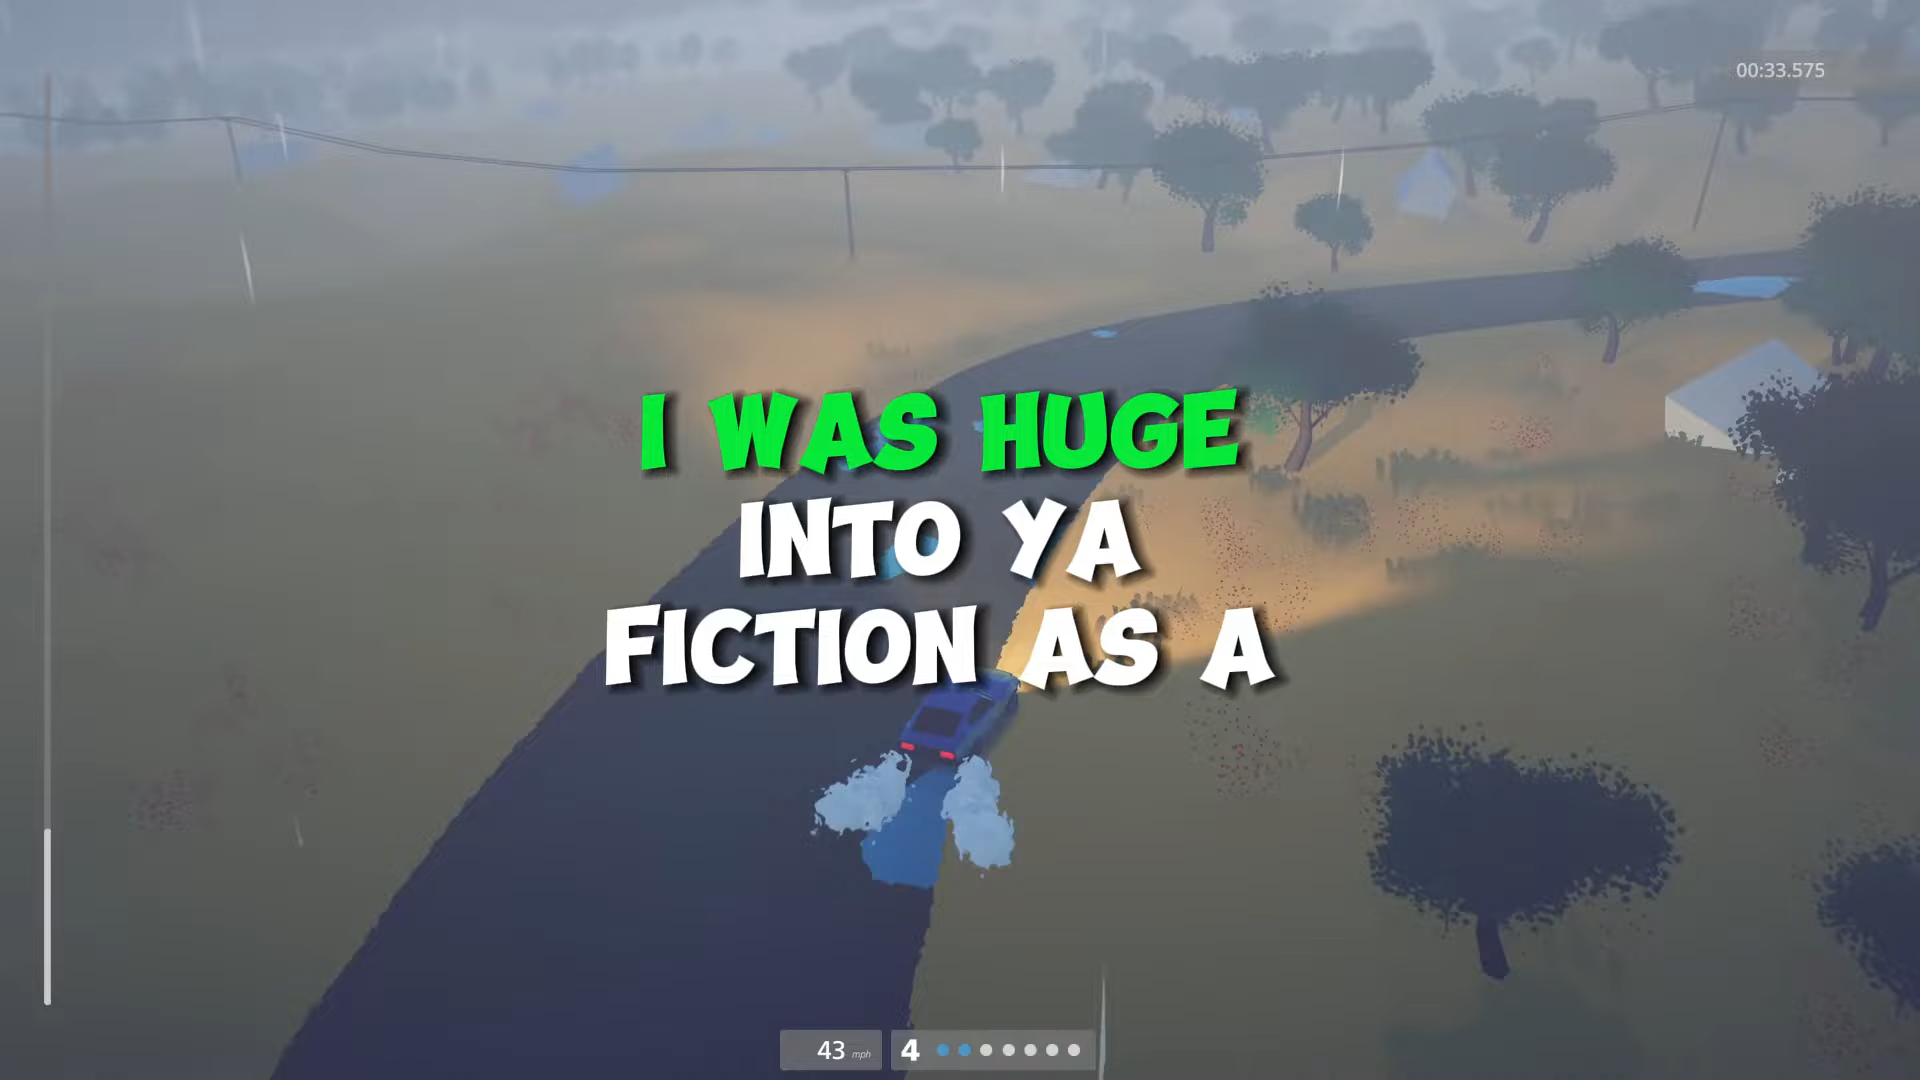 00:33.575
I WAS HUGE
INTO YA
FICTION AS A
43 mph 4